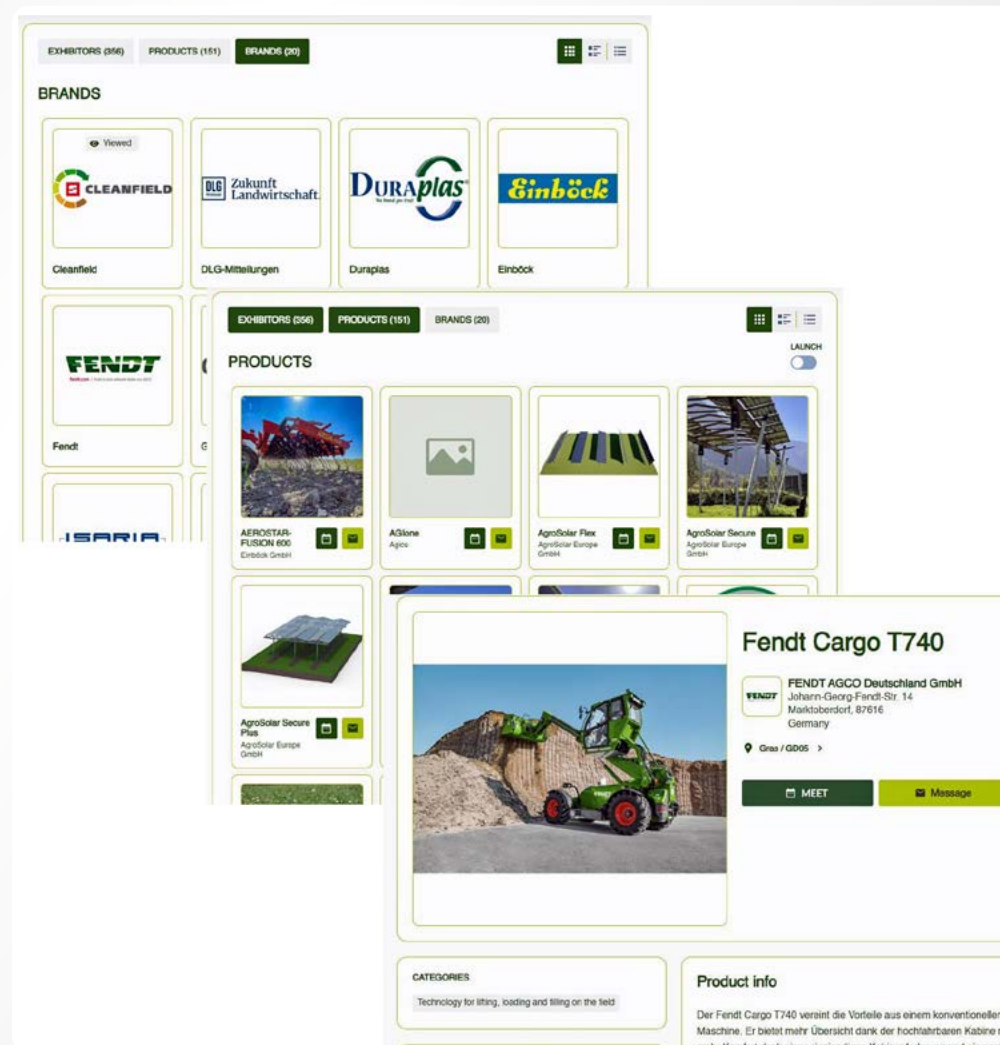 EXHIBITORS (356) PRODUCTS (151) BRANDS (20)
BRANDS
Viewed
CLEANFIELD
DLG Zukunft
Landwirtschaft.
DURAplas
Einböck
Cleanfield DLG-Mitteilungen Duraplas Einböck
FENDT
Fendt
G
ISARIA
EXHIBITORS (356) PRODUCTS (151) BRANDS (20)
LAUNCH
PRODUCTS
AEROSTAR-
FUSION 600
Einböck GmbH
AGlone
Agico
AgroSolar Flex
AgroSolar Europe
GmbH
AgroSolar Secure
AgroSolar Europe
GmbH
AgroSolar Secure
Plus
AgroSolar Europe
GmbH
Fendt Cargo T740
FENDT
FENDT AGCO Deutschland GmbH
Johann-Georg-Fendt-Str. 14
Marktoberdorf, 87616
Germany
Gras / GD05
MEET Message
CATEGORIES
Technology for lifting, loading and filling on the field
Product info
Der Fendt Cargo T740 vereint die Vorteile aus einem konventionellen
Maschine. Er bietet mehr Übersicht dank der hochfahrbaren Kabine